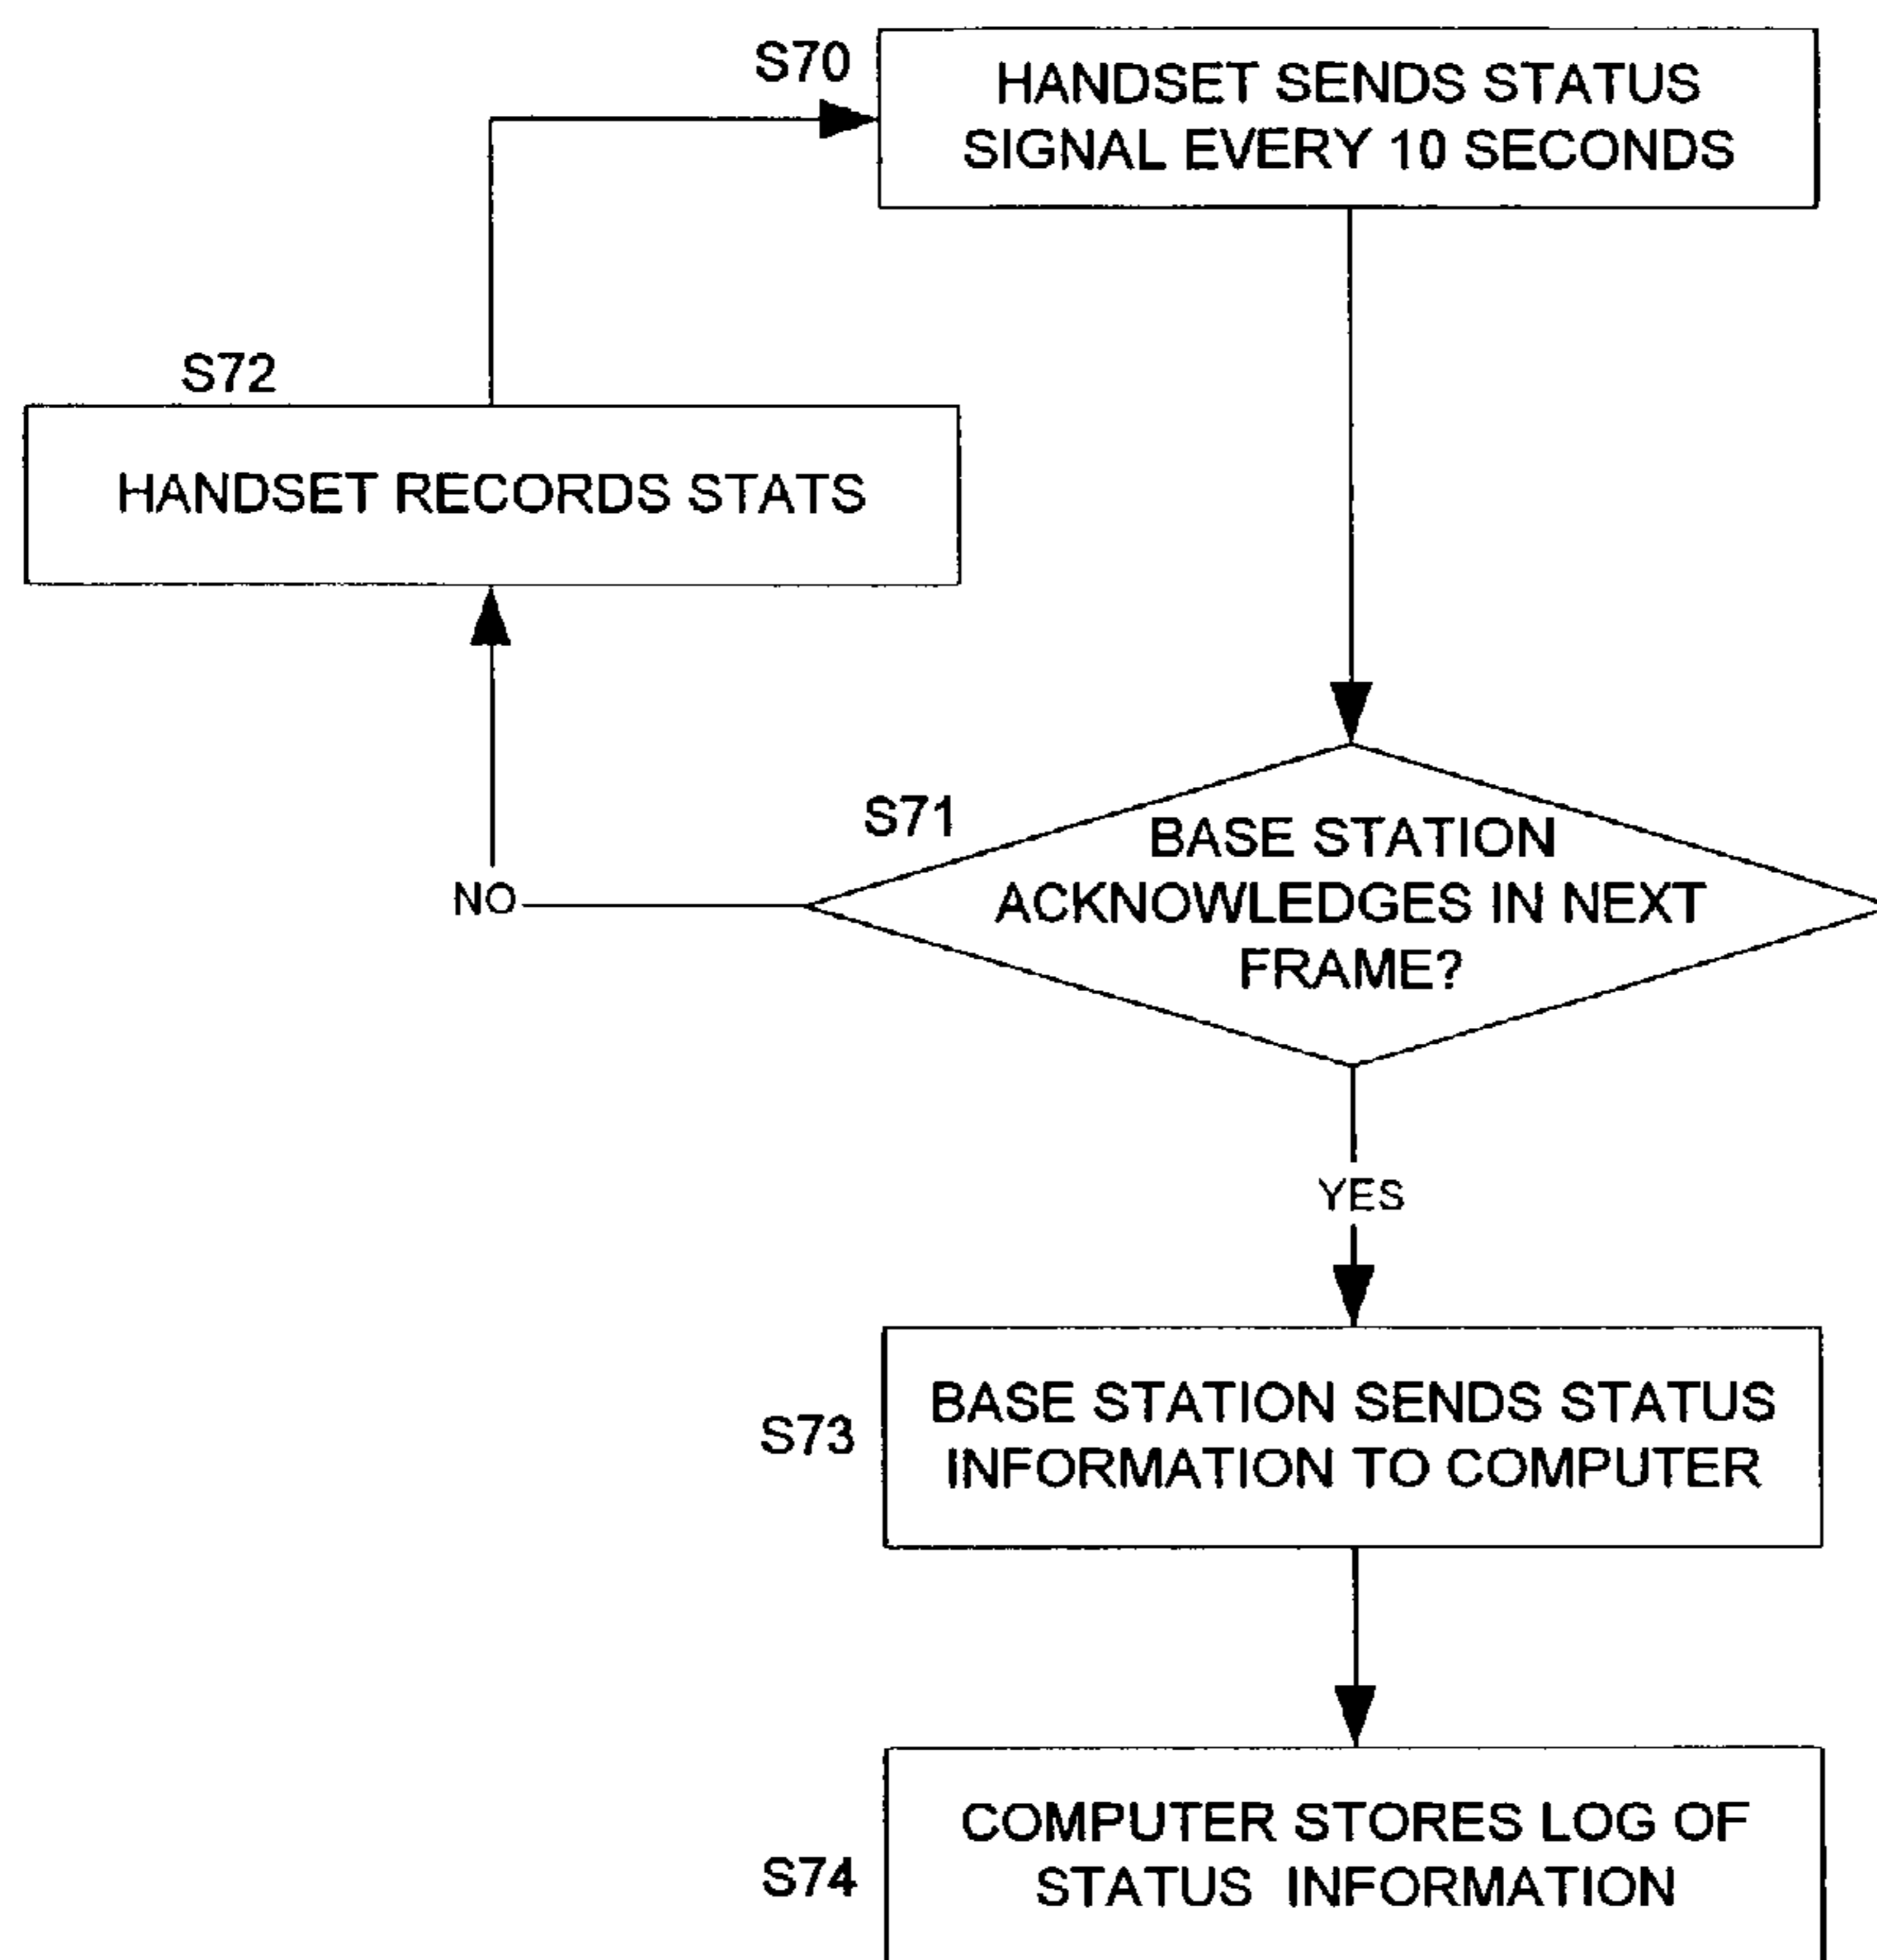 S70
HANDSET SENDS STATUS
SIGNAL EVERY 10 SECONDS
S72
HANDSET RECORDS STATS
S71
BASE STATION
ACKNOWLEDGES IN NEXT
FRAME?
NO
YES
S73
BASE STATION SENDS STATUS
INFORMATION TO COMPUTER
S74
COMPUTER STORES LOG OF
STATUS INFORMATION